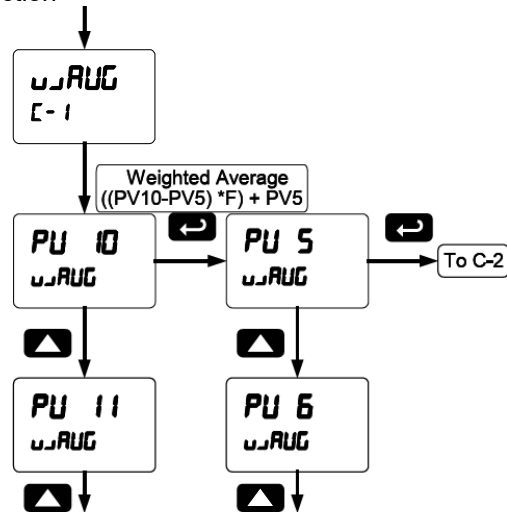 wAVG
C-1
Weighted Average
((PV10-PV5) *F) + PV5
PV 10
wAVG
PV 5
wAVG
To C-2
PV 11
wAVG
PV 6
wAVG